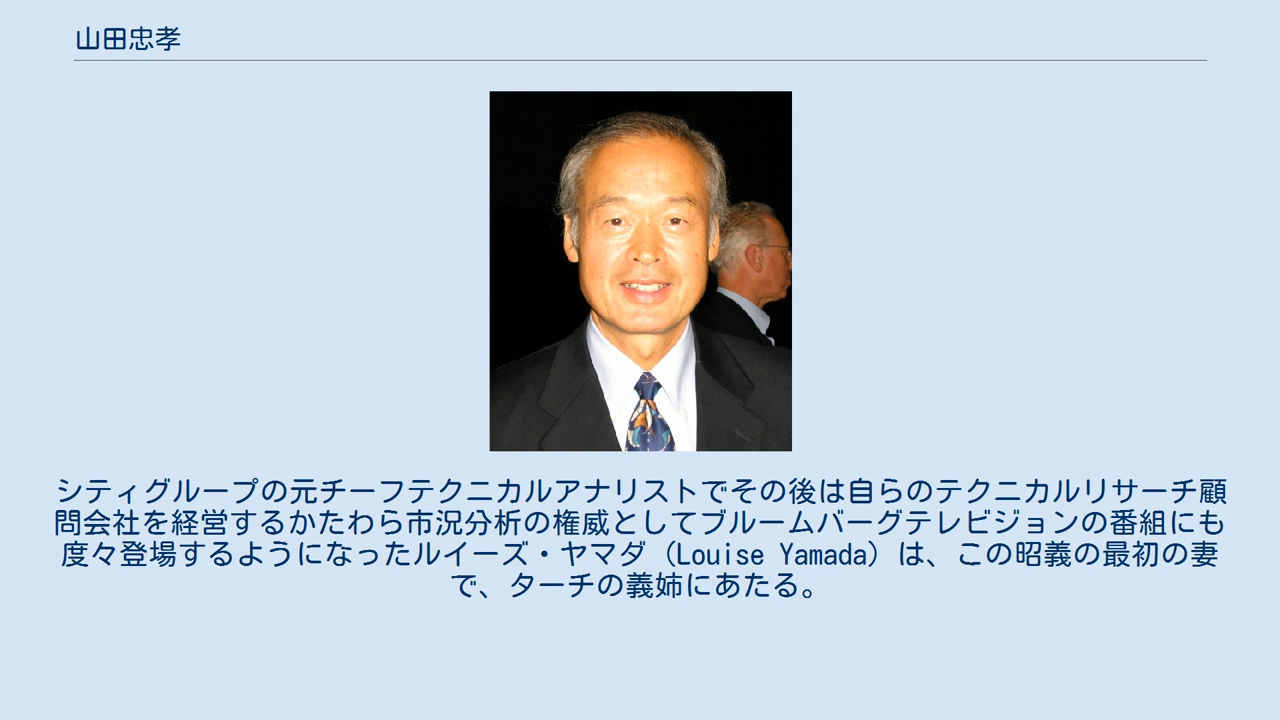 山田忠孝
シティグループの元チーフテクニカルアナリストでその後は自らのテクニカルリサーチ顧
問会社を経営するかたわら市況分析の権威としてブルームバーグテレビジョンの番組にも
度々登場するようになったルイーズ・ヤマダ（Louise Yamada）は、この昭義の最初の妻
で、ターチの義姉にあたる。